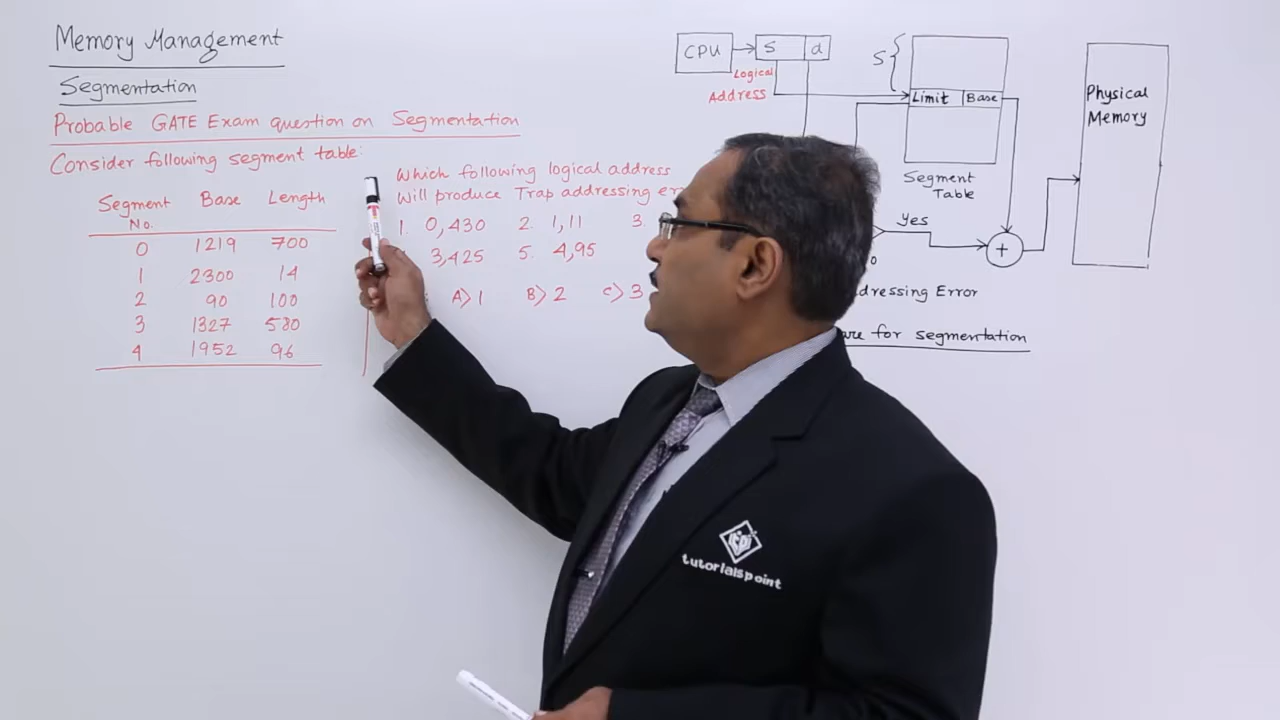 Memory Management
Segmentation
Probable GATE Exam question on Segmentation
Consider following segment table:
Segment No. Base Length
0 1219 700
1 2300 14
2 90 100
3 1327 580
4 1952 96
Which following logical address
will produce Trap addressing
1. 0,430 2. 1,11 3.
3,425 5. 4,95
A) 1 B) 2 C) 3
CPU
S d
Logical
Address
S
Limit Base
Segment
Table
Physical
Memory
Yes
+
Error
for segmentation
tutorialspoint